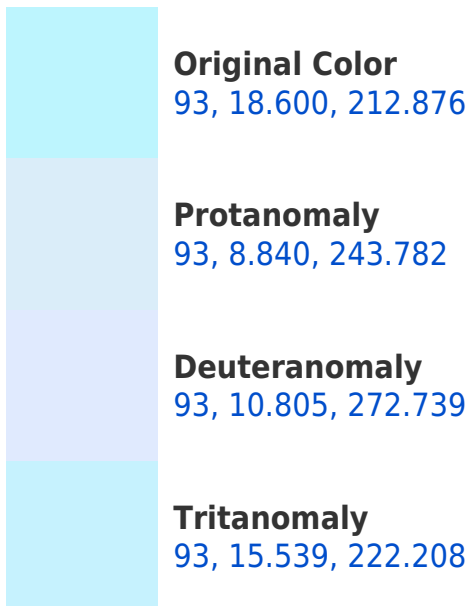 Original Color
93, 18.600, 212.876
Protanomaly
93, 8.840, 243.782
Deuteranomaly
93, 10.805, 272.739
Tritanomaly
93, 15.539, 222.208